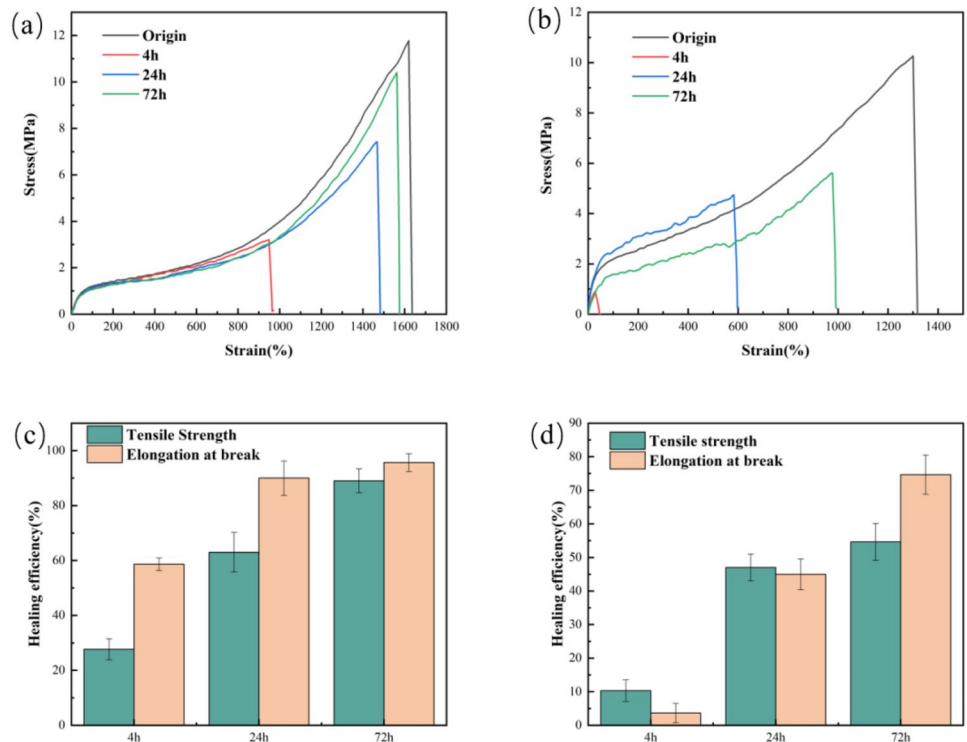 (a)
Origin
4h
24h
72h
12
10
8
6
4
2
0
Stress(MPa)
0 200 400 600 800 1000 1200 1400 1600 1800
Strain(%)
(b)
Origin
4h
24h
72h
12
10
8
6
4
2
0
Sress(MPa)
0 200 400 600 800 1000 1200 1400
Strain(%)
(c)
Tensile Strength
Elongation at break
100
80
60
40
20
0
Healing efficiency(%)
4h 24h 72h
(d)
Tensile strength
Elongation at break
90
80
70
60
50
40
30
20
10
0
Healing efficiency(%)
4h 24h 72h